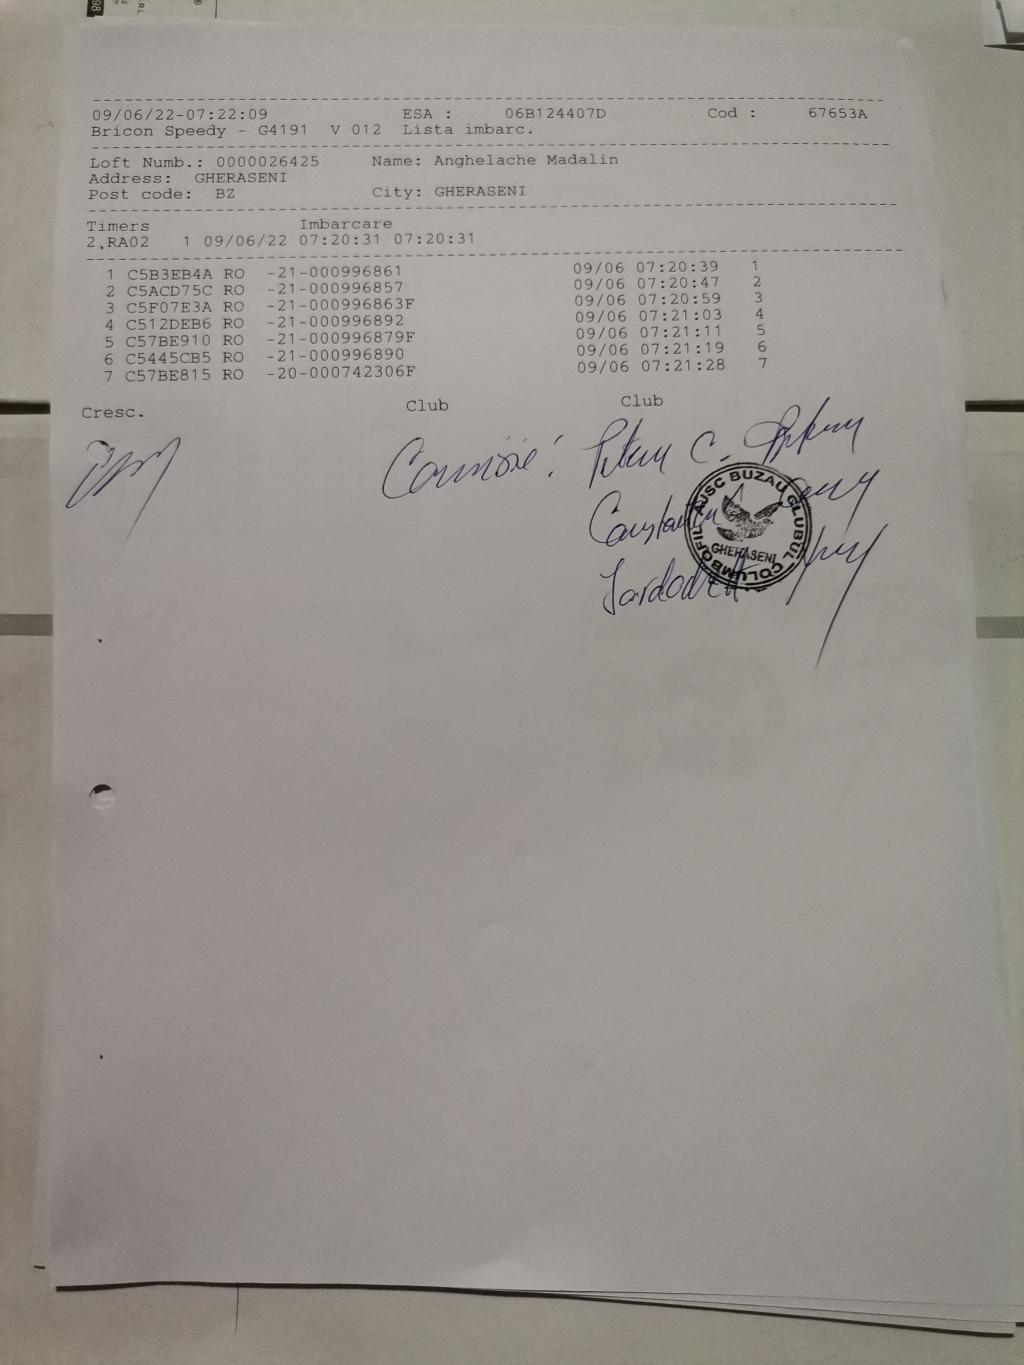 09/06/22-07:22:09 ESA : 06B124407D Cod : 67653A
Bricon Speedy - G4191 V 012 Lista imbarc.
Loft Numb.: 0000026425 Name: Anghelache Madalin
Address: GHERASENI
Post code: BZ City: GHERASENI
Timers Imbarcare
2.RA02 1 09/06/22 07:20:31 07:20:31
1 C5B3EB4A RO -21-000996861 09/06 07:20:39 1
2 C5ACD75C RO -21-000996857 09/06 07:20:47 2
3 C5F07E3A RO -21-000996863F 09/06 07:20:59 3
4 C512DEB6 RO -21-000996892 09/06 07:21:03 4
5 C57BE910 RO -21-000996879F 09/06 07:21:11 5
6 C5445CB5 RO -21-000996890 09/06 07:21:19 6
7 C57BE815 RO -20-000742306F 09/06 07:21:28 7
Cresc. Club Club
C.
AJSC BUZAU CLUBUL COLUMBOFIL
GHERASENI